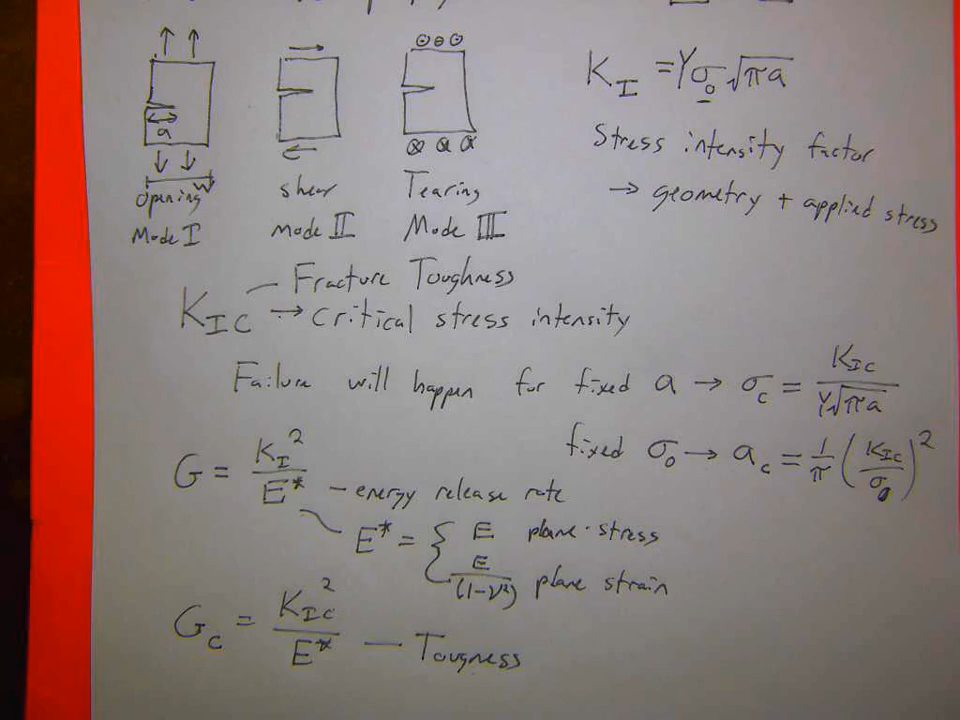 K_I = Yσ₀√πa
Stress intensity factor
→ geometry + applied stress
a
W
opening
Mode I
shear
mode II
Tearing
Mode III
K_IC — Fracture Toughness
→ critical stress intensity
Failure will happen for fixed a → σ_c = K_IC / Y√πa
fixed σ₀ → a_c = 1/π (K_IC / σ₀)²
G = K_I² / E* — energy release rate
E* = { E plane stress
E / (1-ν²) plane strain
G_c = K_IC² / E* — Tougness